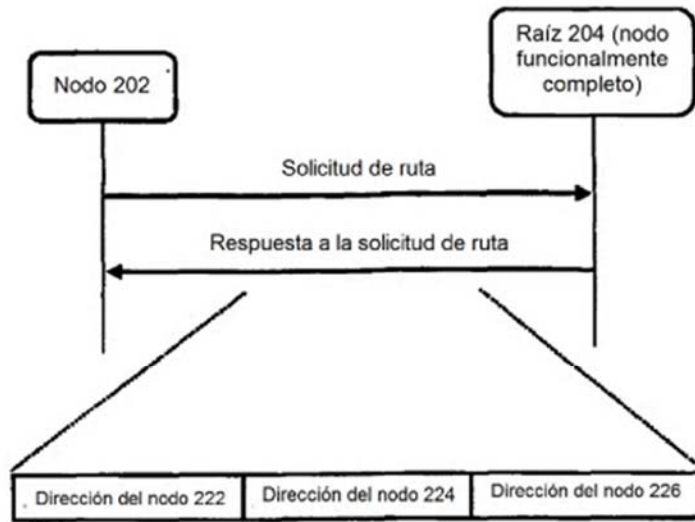 Nodo 202
Raíz 204 (nodo
funcionalmente
completo)
Solicitud de ruta
Respuesta a la solicitud de ruta
Dirección del nodo 222
Dirección del nodo 224
Dirección del nodo 226